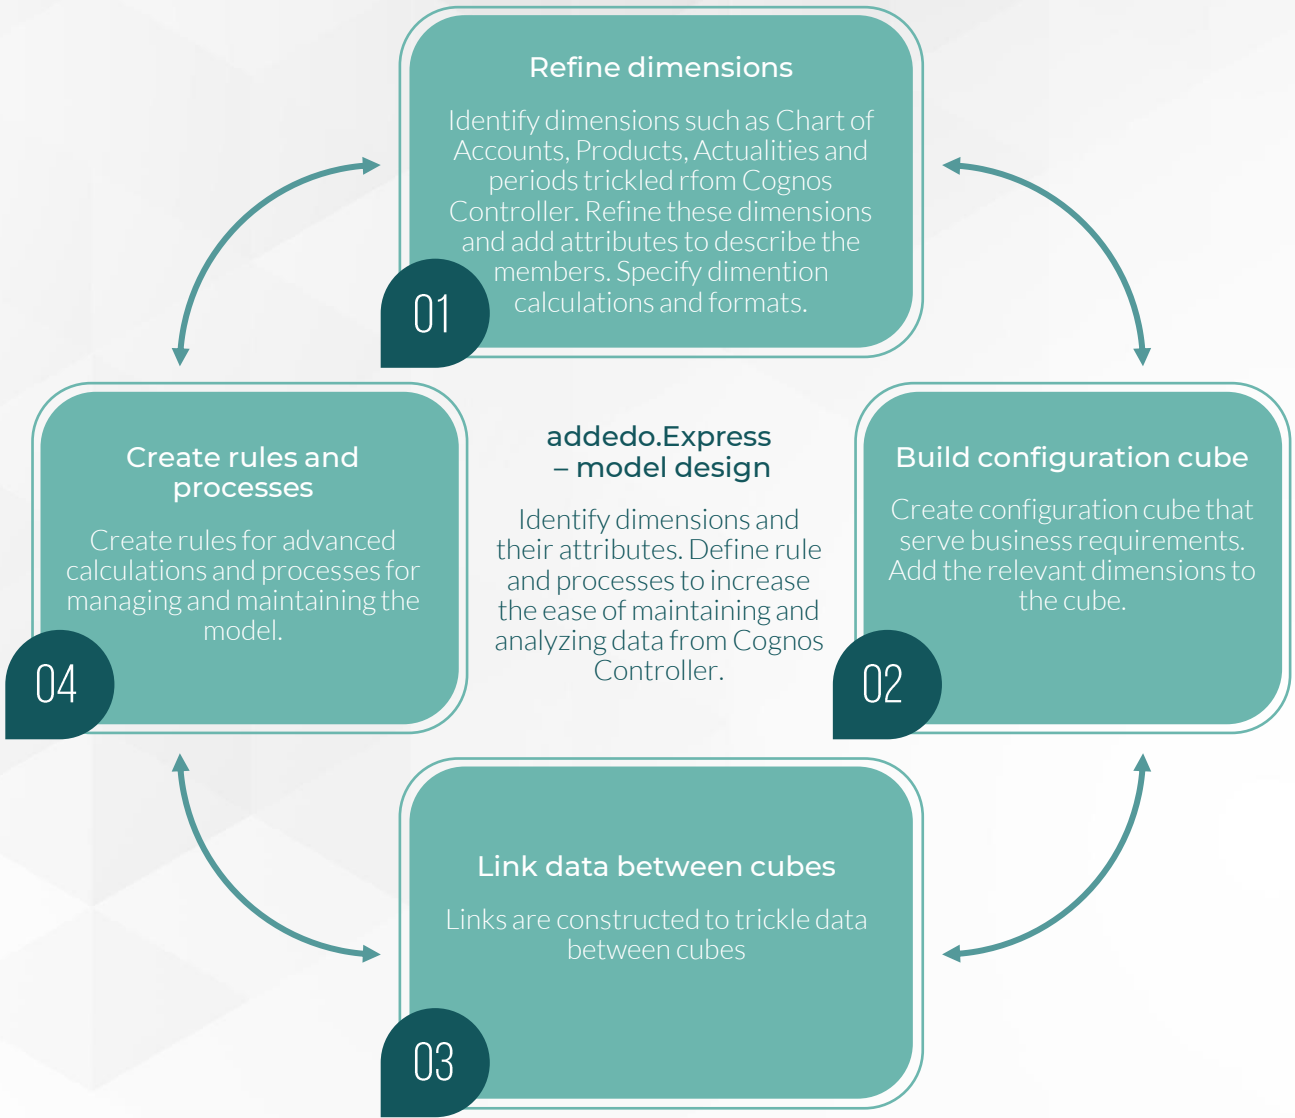 Refine dimensions
Identify dimensions such as Chart of
Accounts, Products, Actualities and
periods trickled rfom Cognos
Controller. Refine these dimensions
and add attributes to describe the
members. Specify dimention
calculations and formats.
01
addedo.Express
– model design
Identify dimensions and
their attributes. Define rule
and processes to increase
the ease of maintaining and
analyzing data from Cognos
Controller.
Build configuration cube
Create configuration cube that
serve business requirements.
Add the relevant dimensions to
the cube.
02
Link data between cubes
Links are constructed to trickle data
between cubes
03
Create rules and
processes
Create rules for advanced
calculations and processes for
managing and maintaining the
model.
04